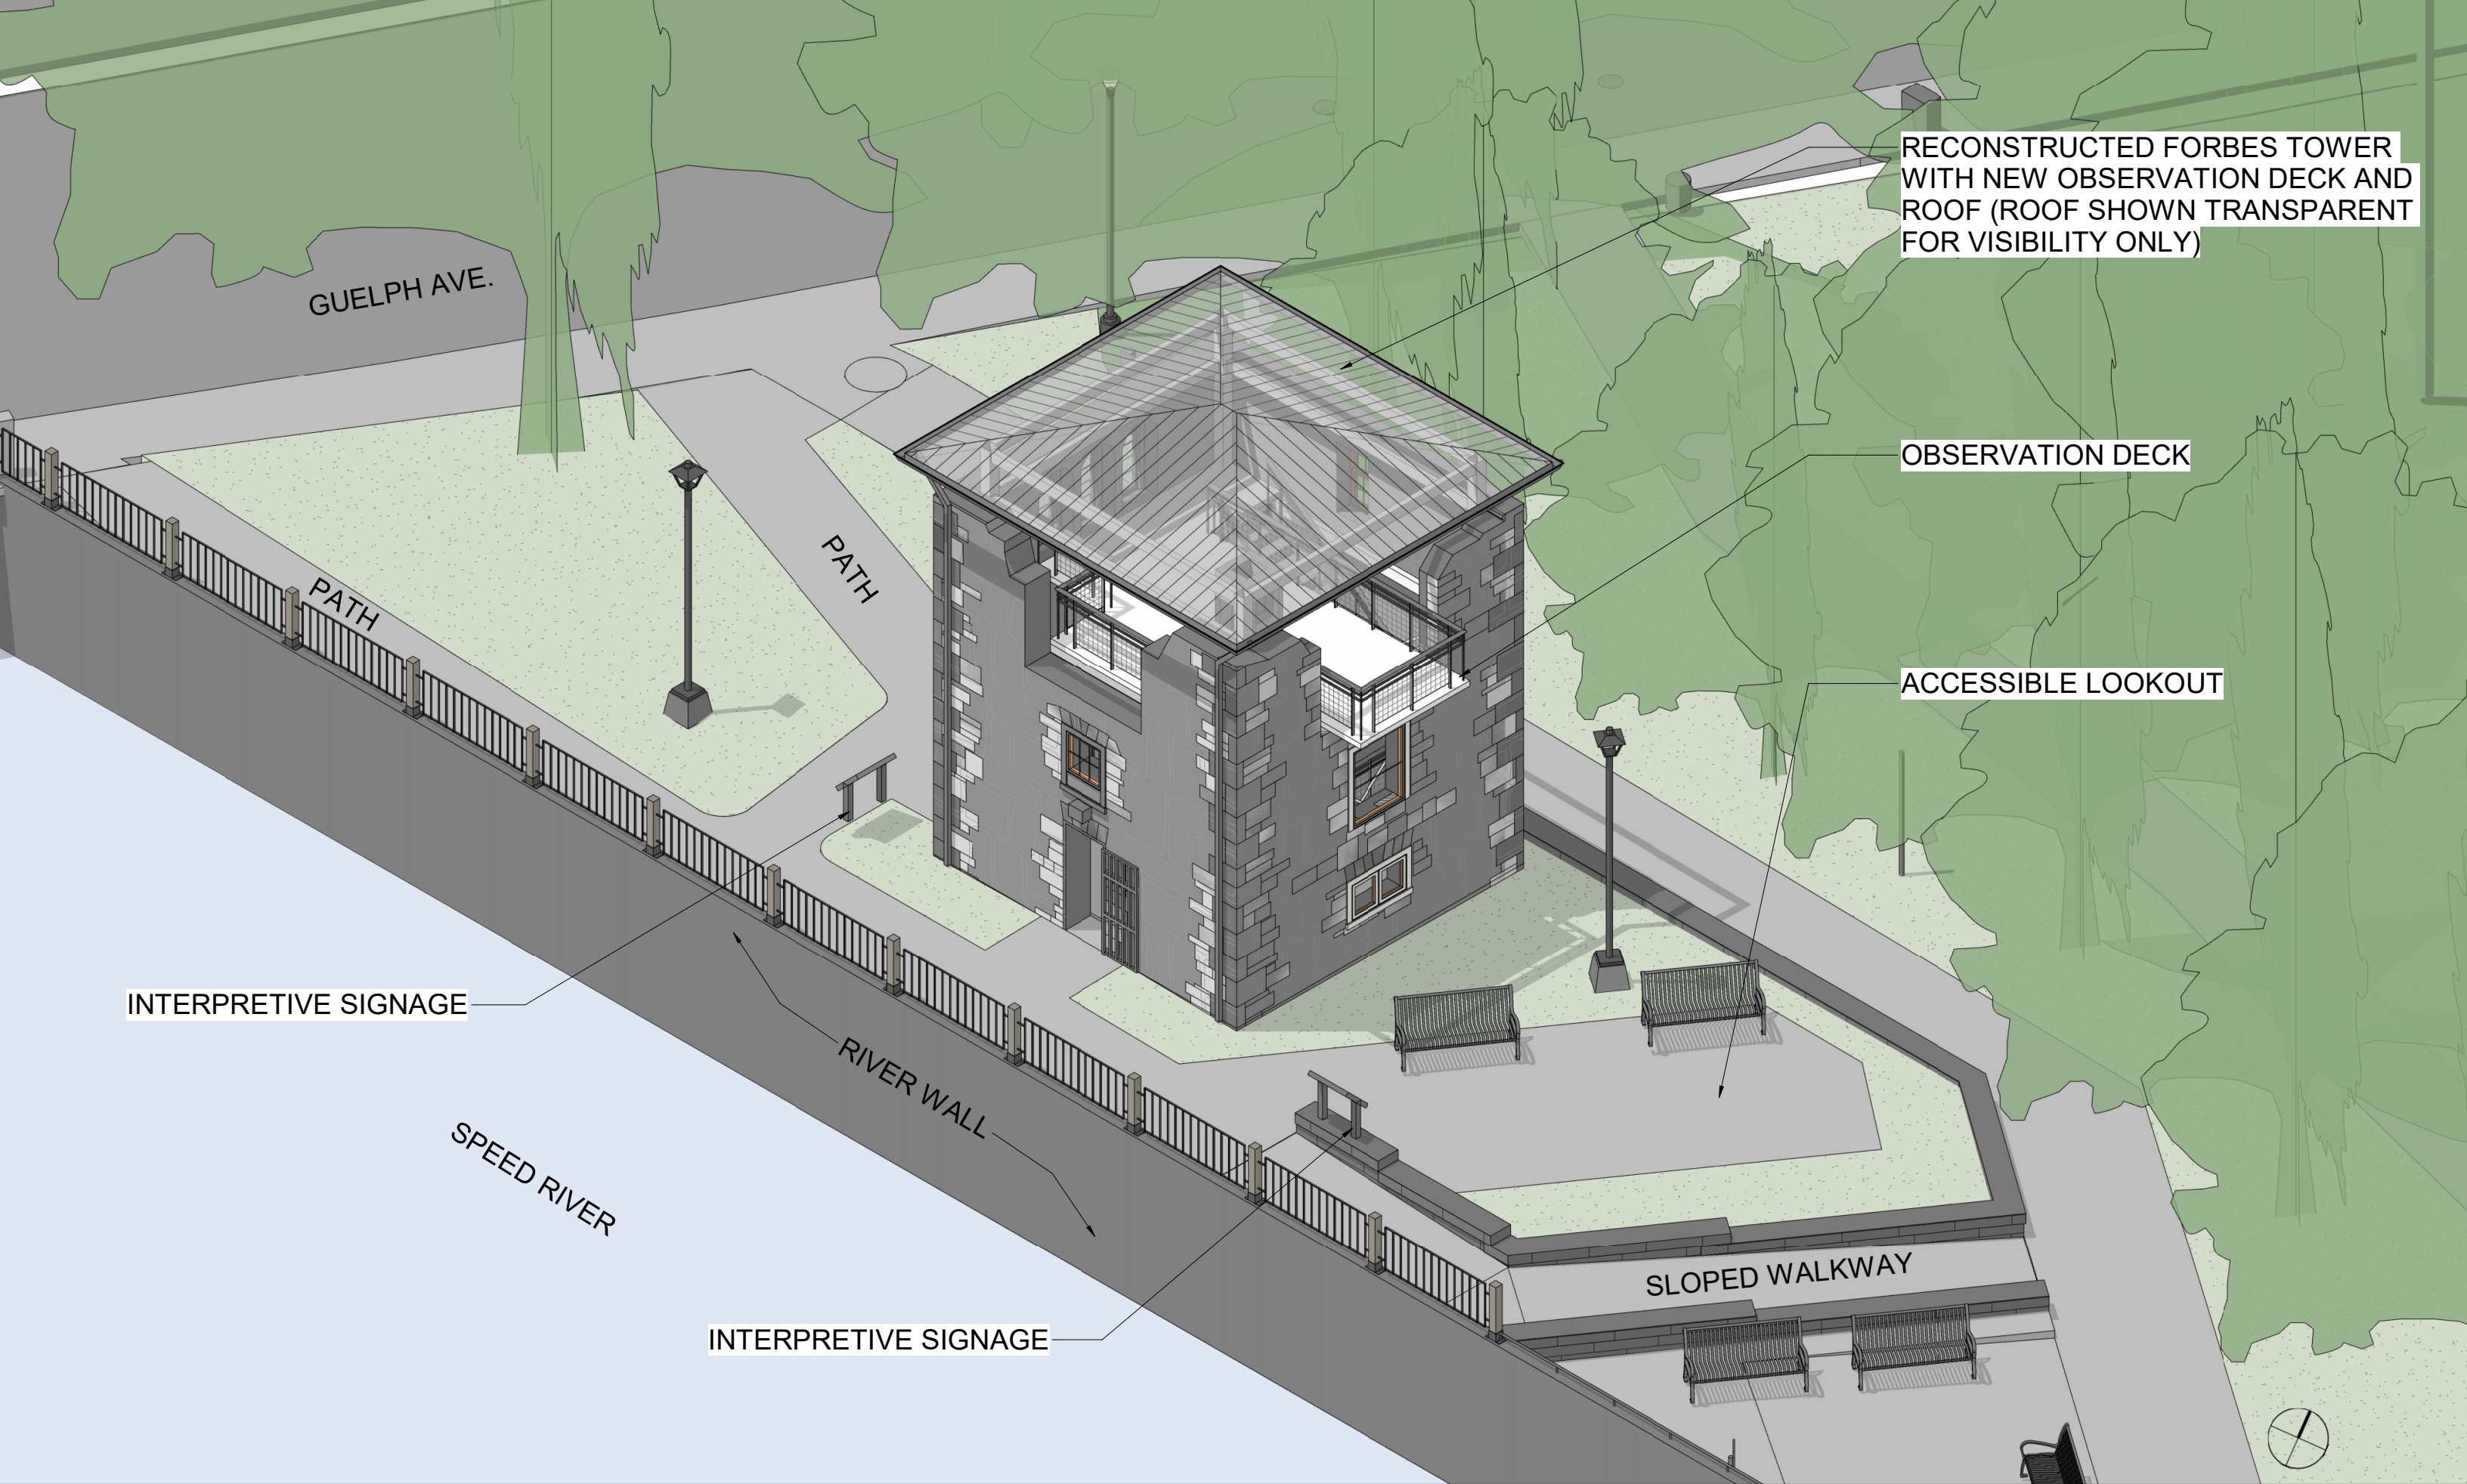 RECONSTRUCTED FORBES TOWER
WITH NEW OBSERVATION DECK AND
ROOF (ROOF SHOWN TRANSPARENT
FOR VISIBILITY ONLY)
GUELPH AVE.
OBSERVATION DECK
PATH
PATH
ACCESSIBLE LOOKOUT
INTERPRETIVE SIGNAGE
RIVER WALL
SPEED RIVER
SLOPED WALKWAY
INTERPRETIVE SIGNAGE